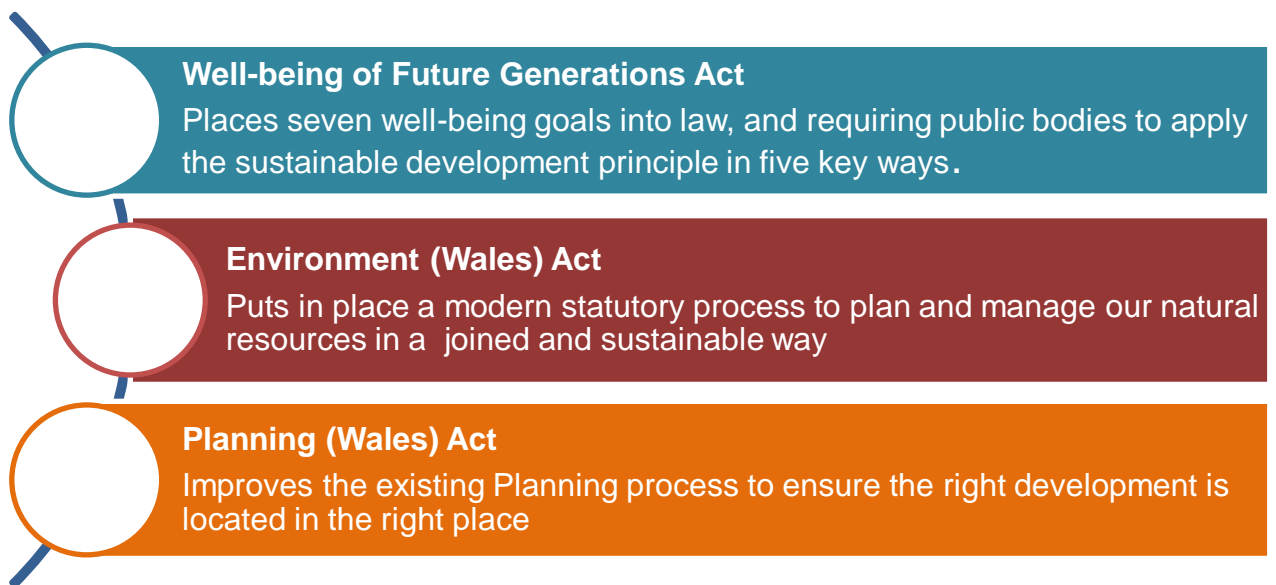 Well-being of Future Generations Act
Places seven well-being goals into law, and requiring public bodies to apply
the sustainable development principle in five key ways.
Environment (Wales) Act
Puts in place a modern statutory process to plan and manage our natural
resources in a  joined and sustainable way
Planning (Wales) Act
Improves the existing Planning process to ensure the right development is
located in the right place